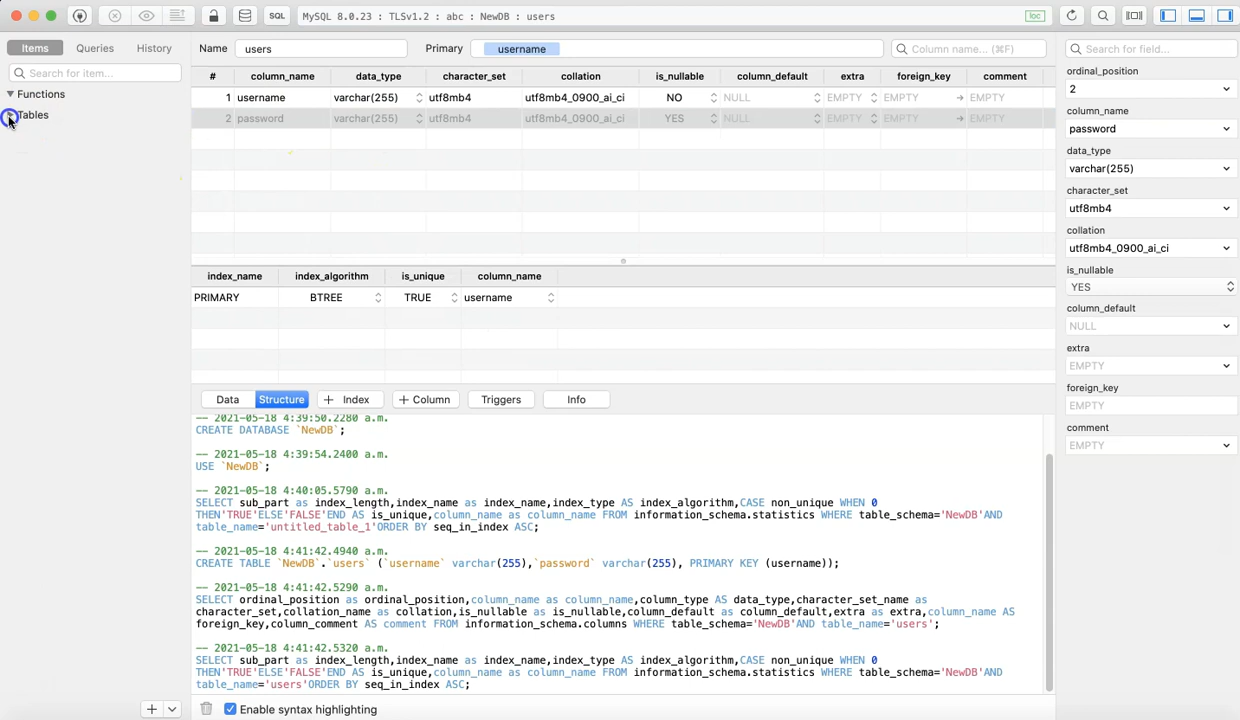 SQL MySQL 8.0.23 : TLSv1.2 : abc : NewDB : users loc
Items Queries History
Search for item...
Functions
Tables
Name users Primary username Column name... (⌘F)
# column_name data_type character_set collation is_nullable column_default extra foreign_key comment
1 username varchar(255) utf8mb4 utf8mb4_0900_ai_ci NO NULL EMPTY EMPTY EMPTY
2 password varchar(255) utf8mb4 utf8mb4_0900_ai_ci YES NULL EMPTY EMPTY EMPTY
index_name index_algorithm is_unique column_name
PRIMARY BTREE TRUE username
Data Structure + Index + Column Triggers Info
-- 2021-05-18 4:39:50.2280 a.m.
CREATE DATABASE `NewDB`;
-- 2021-05-18 4:39:54.2400 a.m.
USE `NewDB`;
-- 2021-05-18 4:40:05.5790 a.m.
SELECT sub_part as index_length,index_name as index_name,index_type AS index_algorithm,CASE non_unique WHEN 0
THEN'TRUE'ELSE'FALSE'END AS is_unique,column_name as column_name FROM information_schema.statistics WHERE table_schema='NewDB'AND
table_name='untitled_table_1'ORDER BY seq_in_index ASC;
-- 2021-05-18 4:41:42.4940 a.m.
CREATE TABLE `NewDB`.`users` (`username` varchar(255),`password` varchar(255), PRIMARY KEY (username));
-- 2021-05-18 4:41:42.5290 a.m.
SELECT ordinal_position as ordinal_position,column_name as column_name,column_type AS data_type,character_set_name as
character_set,collation_name as collation,is_nullable as is_nullable,column_default as column_default,extra as extra,column_name AS
foreign_key,column_comment AS comment FROM information_schema.columns WHERE table_schema='NewDB'AND table_name='users';
-- 2021-05-18 4:41:42.5320 a.m.
SELECT sub_part as index_length,index_name as index_name,index_type AS index_algorithm,CASE non_unique WHEN 0
THEN'TRUE'ELSE'FALSE'END AS is_unique,column_name as column_name FROM information_schema.statistics WHERE table_schema='NewDB'AND
table_name='users'ORDER BY seq_in_index ASC;
Enable syntax highlighting
Search for field...
ordinal_position
2
column_name
password
data_type
varchar(255)
character_set
utf8mb4
collation
utf8mb4_0900_ai_ci
is_nullable
YES
column_default
NULL
extra
EMPTY
foreign_key
EMPTY
comment
EMPTY